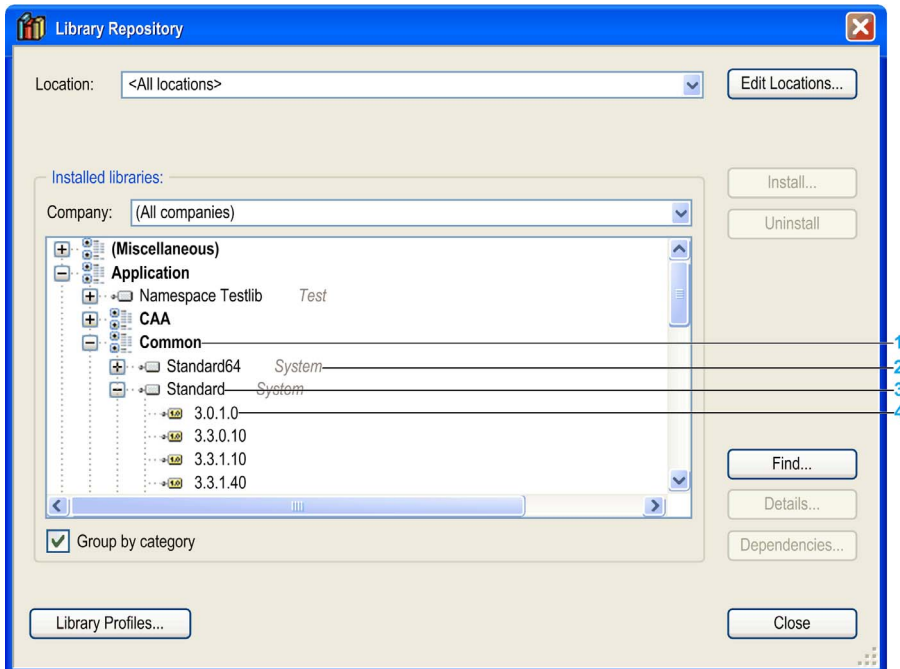 Library Repository
Location: <All locations> Edit Locations...
Installed libraries:
Install...
Company: (All companies)
Uninstall
(Miscellaneous)
Application
Namespace Testlib Test
CAA
Common 1
Standard64 System 2
Standard System 3
3.0.1.0 4
3.3.0.10
3.3.1.10
3.3.1.40
Find...
Details...
Group by category
Dependencies...
Library Profiles... Close